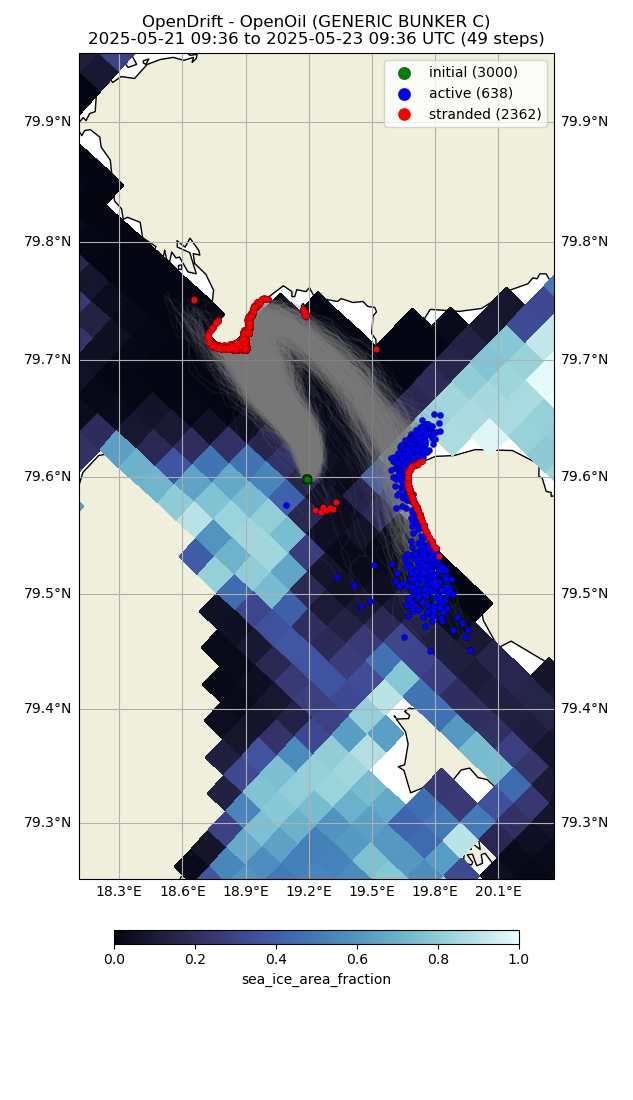 OpenDrift - OpenOil (GENERIC BUNKER C)
2025-05-21 09:36 to 2025-05-23 09:36 UTC (49 steps)
initial (3000)
active (638)
stranded (2362)
79.9°N 79.9°N
79.8°N 79.8°N
79.7°N 79.7°N
79.6°N 79.6°N
79.5°N 79.5°N
79.4°N 79.4°N
79.3°N 79.3°N
18.3°E 18.6°E 18.9°E 19.2°E 19.5°E 19.8°E 20.1°E
0.0 0.2 0.4 0.6 0.8 1.0
sea_ice_area_fraction